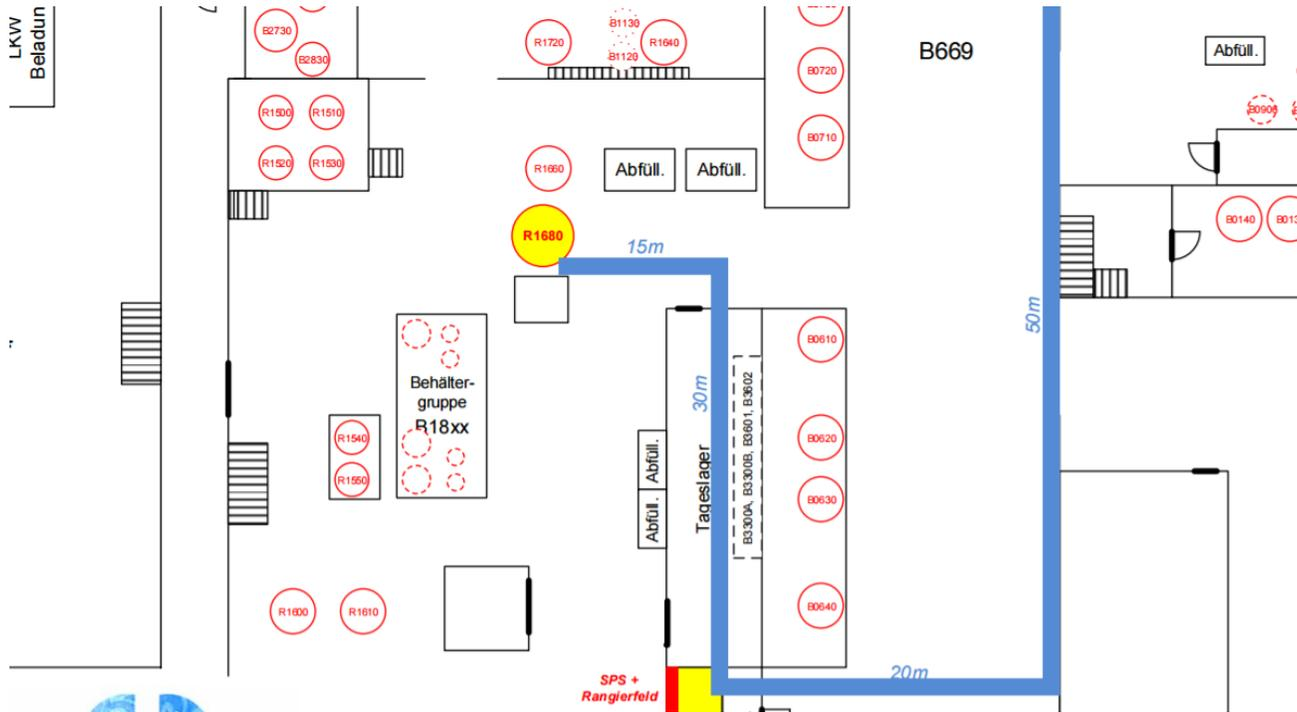 LKW
Beladun
B2730
B2830
R1720
B1130
B1120
R1640
B0720
B669
Abfüll.
R1500
R1510
B0710
R1520
R1530
R1660
Abfüll.
Abfüll.
R1680
15m
B0140
50m
B0610
Behälter-
gruppe
B18xx
30m
B3300A, B3300B, B3601, B3602
Tageslager
R1540
R1550
Abfüll.
Abfüll.
B0620
B0630
R1600
R1610
B0640
SPS +
Rangierfeld
20m